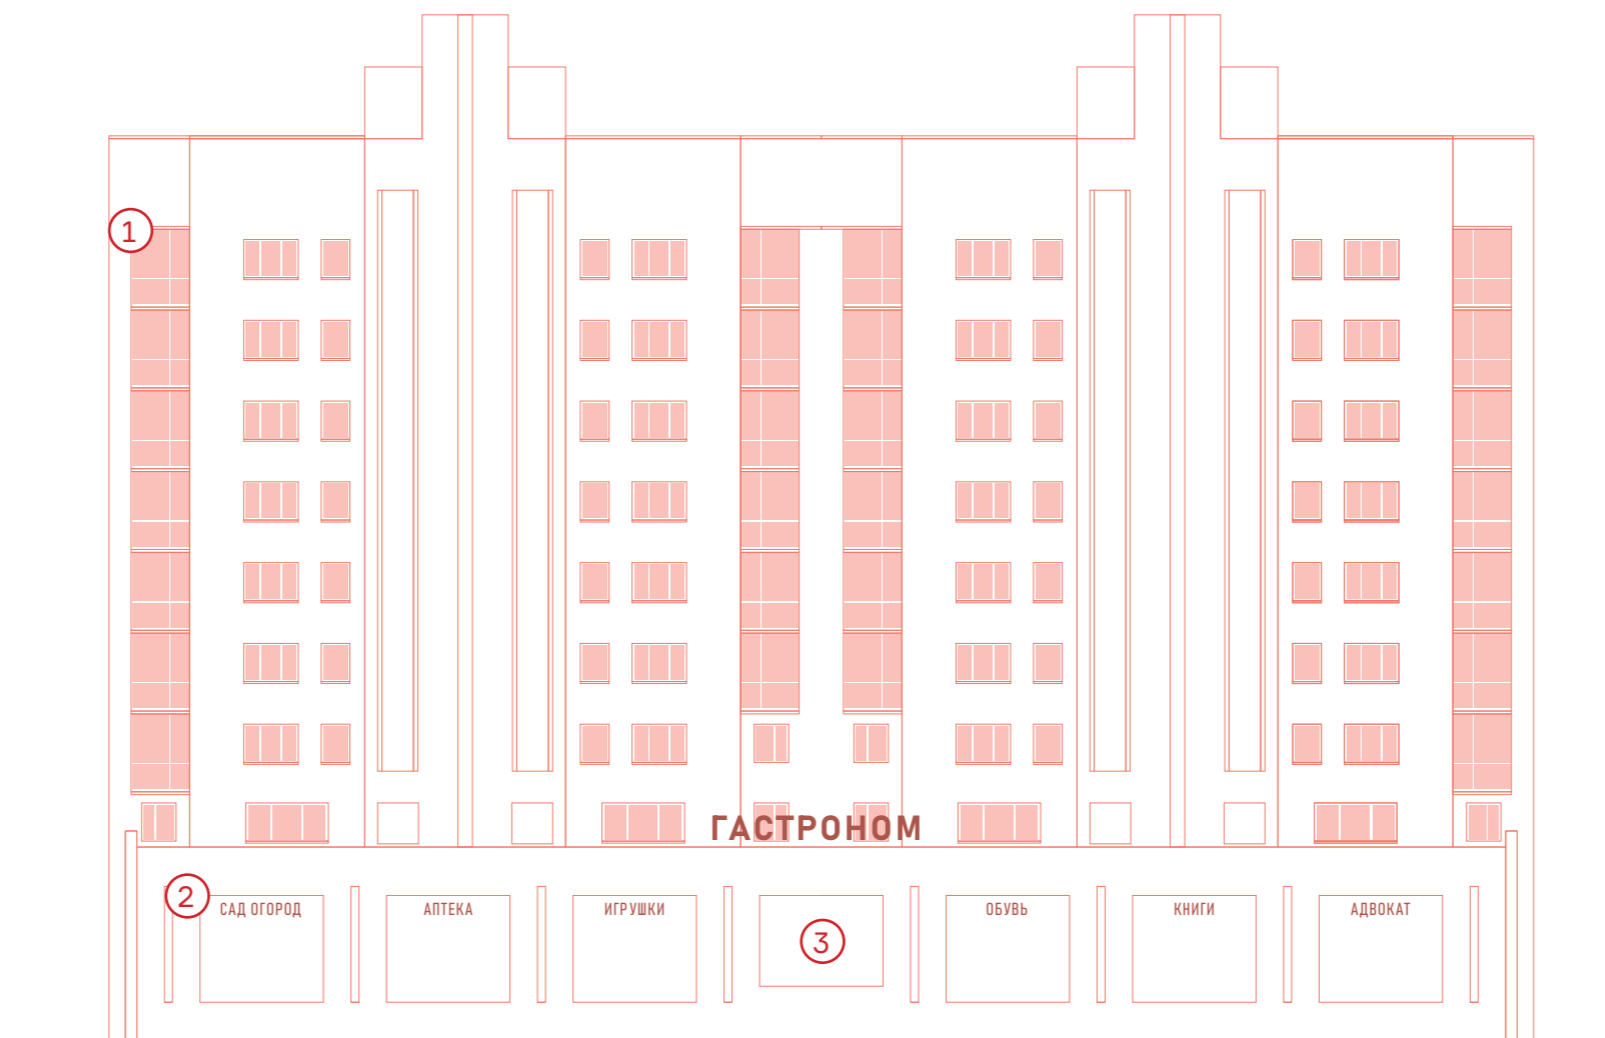 1
ГАСТРОНОМ
2
САД ОГОРОД
АПТЕКА
ИГРУШКИ
3
ОБУВЬ
КНИГИ
АДВОКАТ